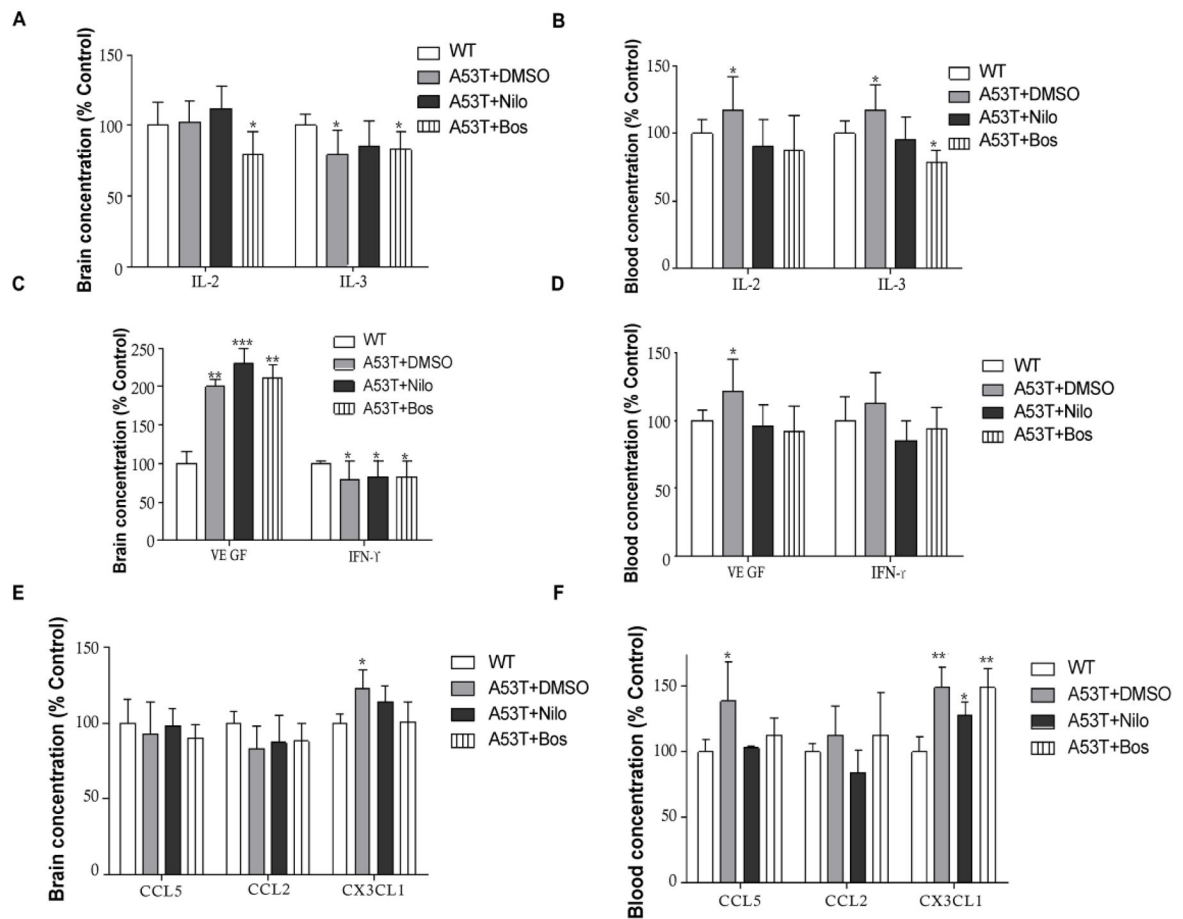 A
Brain concentration (% Control)
150
100
50
0
* * *
IL-2 IL-3
WT
A53T+DMSO
A53T+Nilo
A53T+Bos
B
Blood concentration (% Control)
150
100
50
0
* * *
IL-2 IL-3
WT
A53T+DMSO
A53T+Nilo
A53T+Bos
C
Brain concentration (% Control)
250
200
150
100
50
0
** *** ** * * *
VE GF IFN-ϒ
WT
A53T+DMSO
A53T+Nilo
A53T+Bos
D
Blood concentration (% Control)
150
100
50
0
*
VE GF IFN-ϒ
WT
A53T+DMSO
A53T+Nilo
A53T+Bos
E
Brain concentration (% Control)
150
100
50
0
*
CCL5 CCL2 CX3CL1
WT
A53T+DMSO
A53T+Nilo
A53T+Bos
F
Blood concentration (% Control)
150
100
50
0
* ** * **
CCL5 CCL2 CX3CL1
WT
A53T+DMSO
A53T+Nilo
A53T+Bos